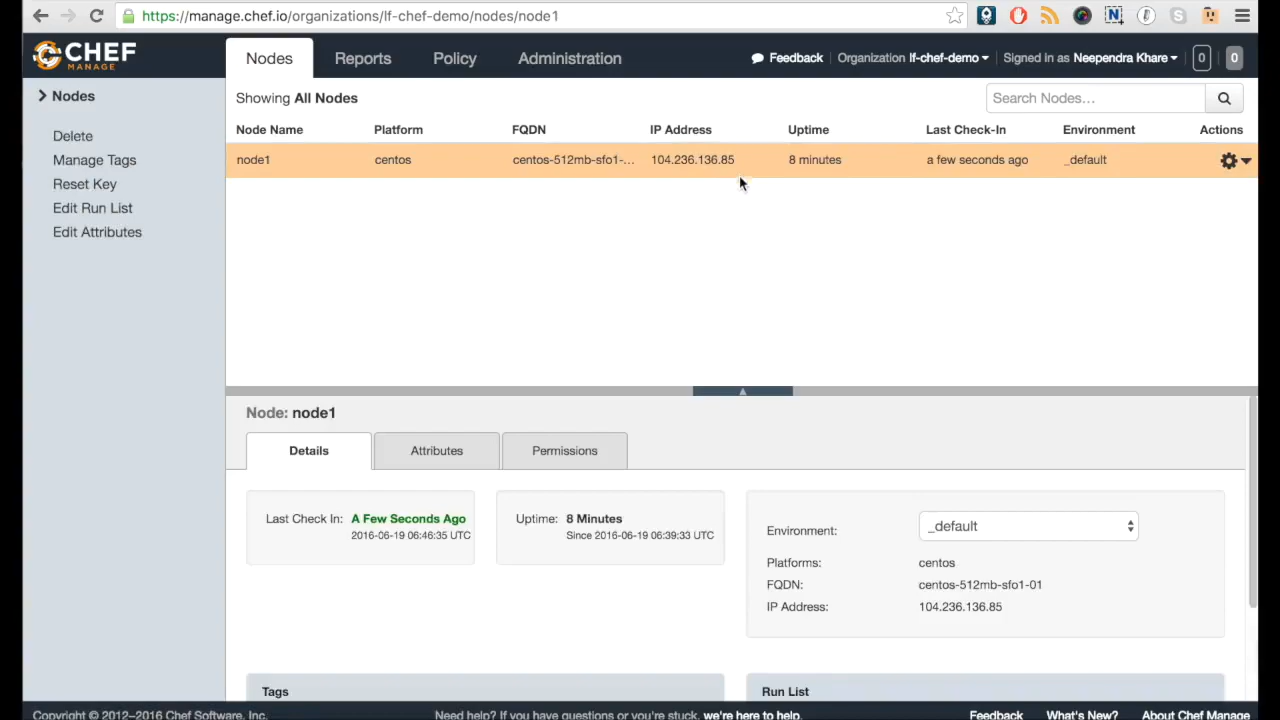 https://manage.chef.io/organizations/lf-chef-demo/nodes/node1
CHEF
MANAGE
Nodes Reports Policy Administration
Feedback Organization lf-chef-demo Signed in as Neependra Khare 0 0
Nodes
Delete
Manage Tags
Reset Key
Edit Run List
Edit Attributes
Showing All Nodes
Search Nodes...
Node Name Platform FQDN IP Address Uptime Last Check-In Environment Actions
node1 centos centos-512mb-sfo1-... 104.236.136.85 8 minutes a few seconds ago _default
Node: node1
Details Attributes Permissions
Last Check In: A Few Seconds Ago
2016-06-19 06:46:35 UTC
Uptime: 8 Minutes
Since 2016-06-19 06:39:33 UTC
Environment: _default
Platforms: centos
FQDN: centos-512mb-sfo1-01
IP Address: 104.236.136.85
Tags
Run List
Copyright © 2012–2016 Chef Software, Inc.
Need help? If you have questions or you're stuck, we're here to help.
Feedback What's New? About Chef Manage